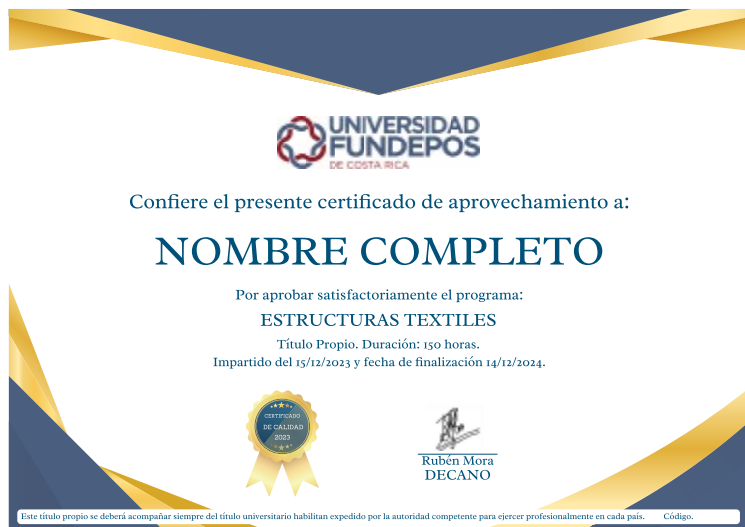 UNIVERSIDAD
FUNDEPOS
DE COSTA RICA
Confiere el presente certificado de aprovechamiento a:
NOMBRE COMPLETO
Por aprobar satisfactoriamente el programa:
ESTRUCTURAS TEXTILES
Título Propio. Duración: 150 horas.
Impartido del 15/12/2023 y fecha de finalización 14/12/2024.
CERTIFICADO
DE CALIDAD
2023
Rubén Mora
DECANO
Este título propio se deberá acompañar siempre del título universitario habilitan expedido por la autoridad competente para ejercer profesionalmente en cada país. Código.